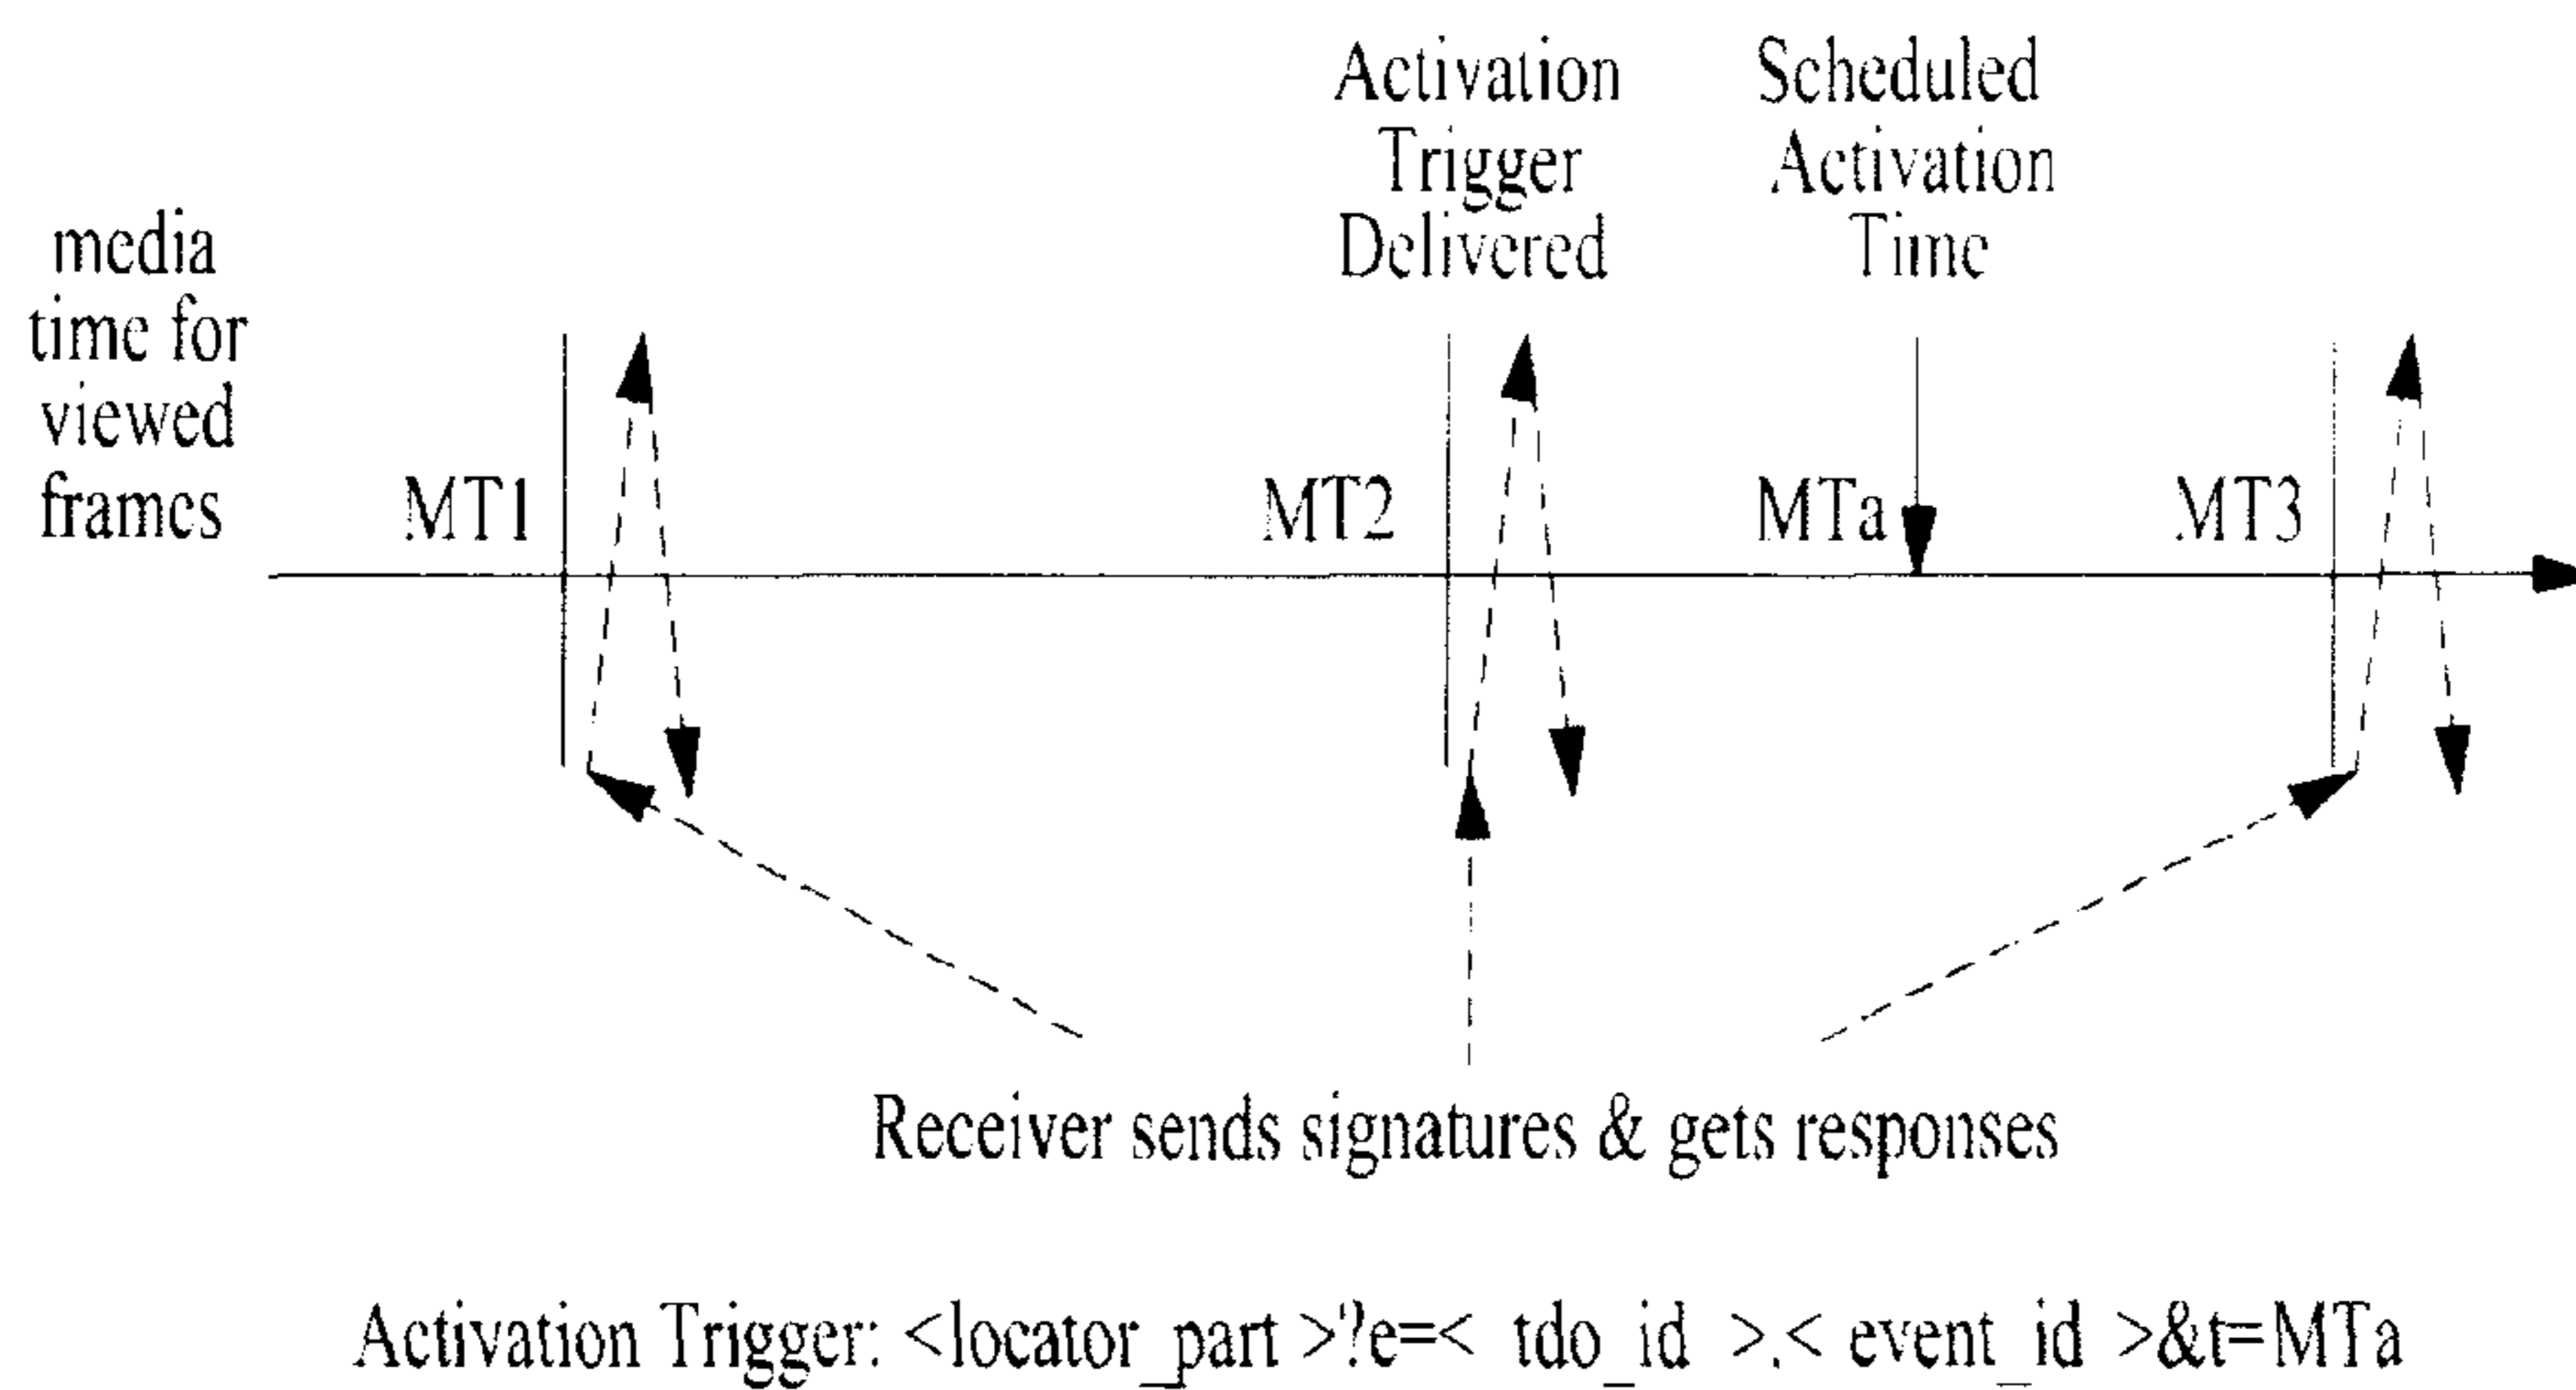 Activation
Trigger
Delivered
Scheduled
Activation
Time
media
time for
viewed
frames
MT1
MT2
MTa
MT3
Receiver sends signatures & gets responses
Activation Trigger: <locator_part >?e=< tdo_id >.< event_id >&t=MTa